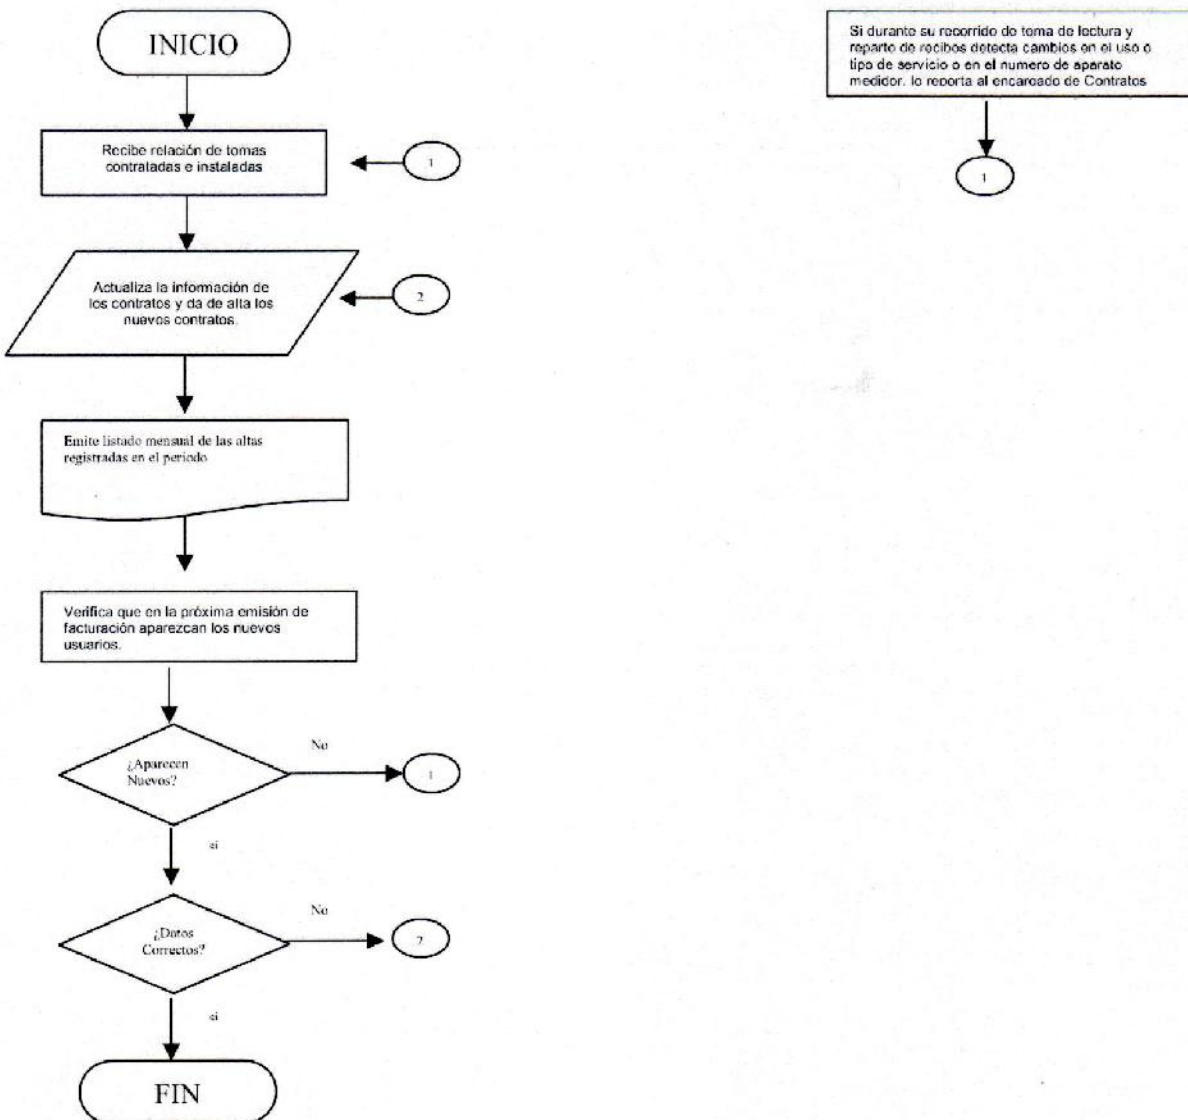 INICIO
Recibe relación de tomas
contratadas e instaladas
1
Actualiza la información de
los contratos y da de alta los
nuevos contratos.
2
Emite listado mensual de las altas
registradas en el periodo
Verifica que en la próxima emisión de
facturación aparezcan los nuevos
usuarios.
¿Aparecen
Nuevos?
No
1
si
¿Datos
Correctos?
No
2
si
FIN
Si durante su recorrido de toma de lectura y
reparto de recibos detecta cambios en el uso o
tipo de servicio o en el numero de aparato
medidor, lo reporta al encargado de Contratos
1